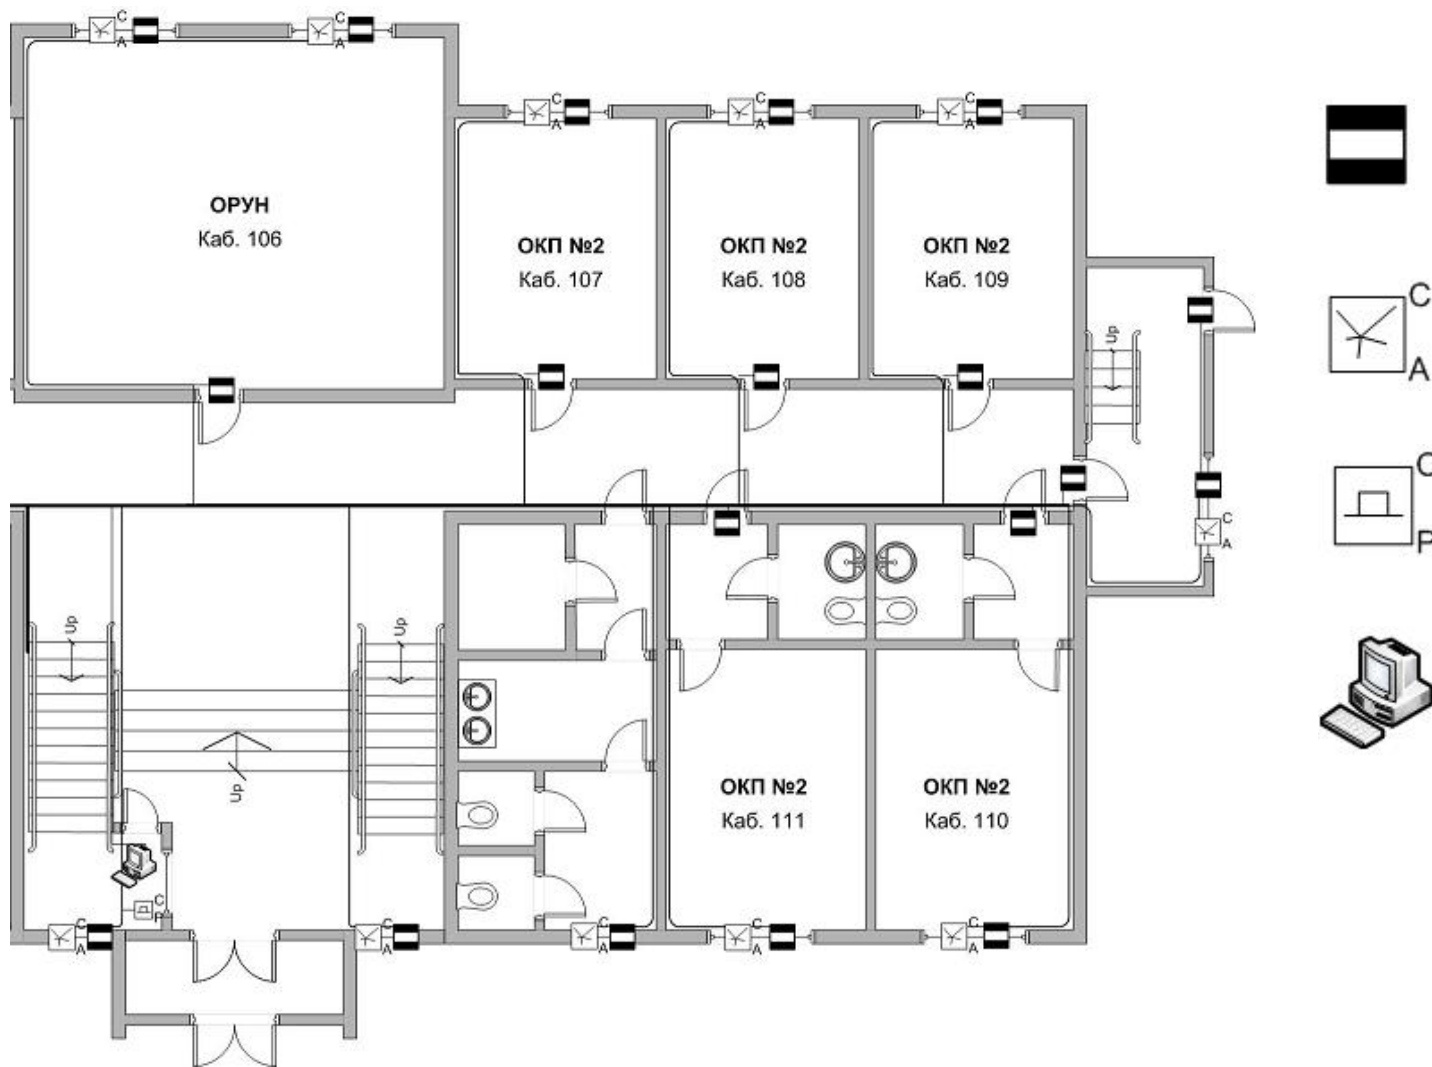 С
А
С
А
ОРУН
Каб. 106
С
А
С
А
С
А
ОКП №2
Каб. 107
ОКП №2
Каб. 108
ОКП №2
Каб. 109
Up
С
А
Up
Up
Up
ОКП №2
Каб. 111
ОКП №2
Каб. 110
С
Р
С
А
С
А
С
А
С
А
С
А
С
А
С
Р